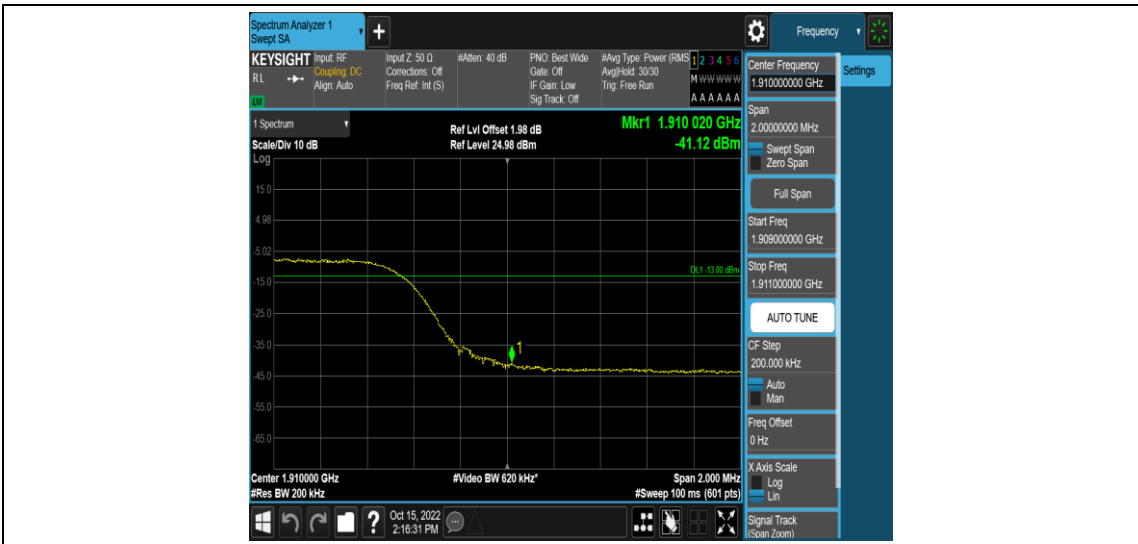 Spectrum Analyzer 1
Swept SA
+
Frequency
KEYSIGHT
RL
LXI
Input: RF
Coupling: DC
Align: Auto
Input Z: 50 Ω
Corrections: Off
Freq Ref: Int (S)
#Atten: 40 dB
PNO: Best Wide
Gate: Off
IF Gain: Low
Sig Track: Off
#Avg Type: Power (RMS
Avg|Hold: 30/30
Trig: Free Run
1 2 3 4 5 6
M W W W W W
A A A A A A
Center Frequency
1.910000000 GHz
Settings
Span
2.00000000 MHz
Swept Span
Zero Span
Full Span
Start Freq
1.909000000 GHz
Stop Freq
1.911000000 GHz
AUTO TUNE
CF Step
200.000 kHz
Auto
Man
Freq Offset
0 Hz
X Axis Scale
Log
Lin
Signal Track
(Span Zoom)
1 Spectrum
Scale/Div 10 dB
Log
Ref Lvl Offset 1.98 dB
Ref Level 24.98 dBm
Mkr1 1.910 020 GHz
-41.12 dBm
15.0
4.98
-5.02
DL1 -13.00 dBm
-15.0
-25.0
-35.0
1
-45.0
-55.0
-65.0
Center 1.910000 GHz
#Video BW 620 kHz*
Span 2.000 MHz
#Res BW 200 kHz
#Sweep 100 ms (601 pts)
?
Oct 15, 2022
2:16:31 PM